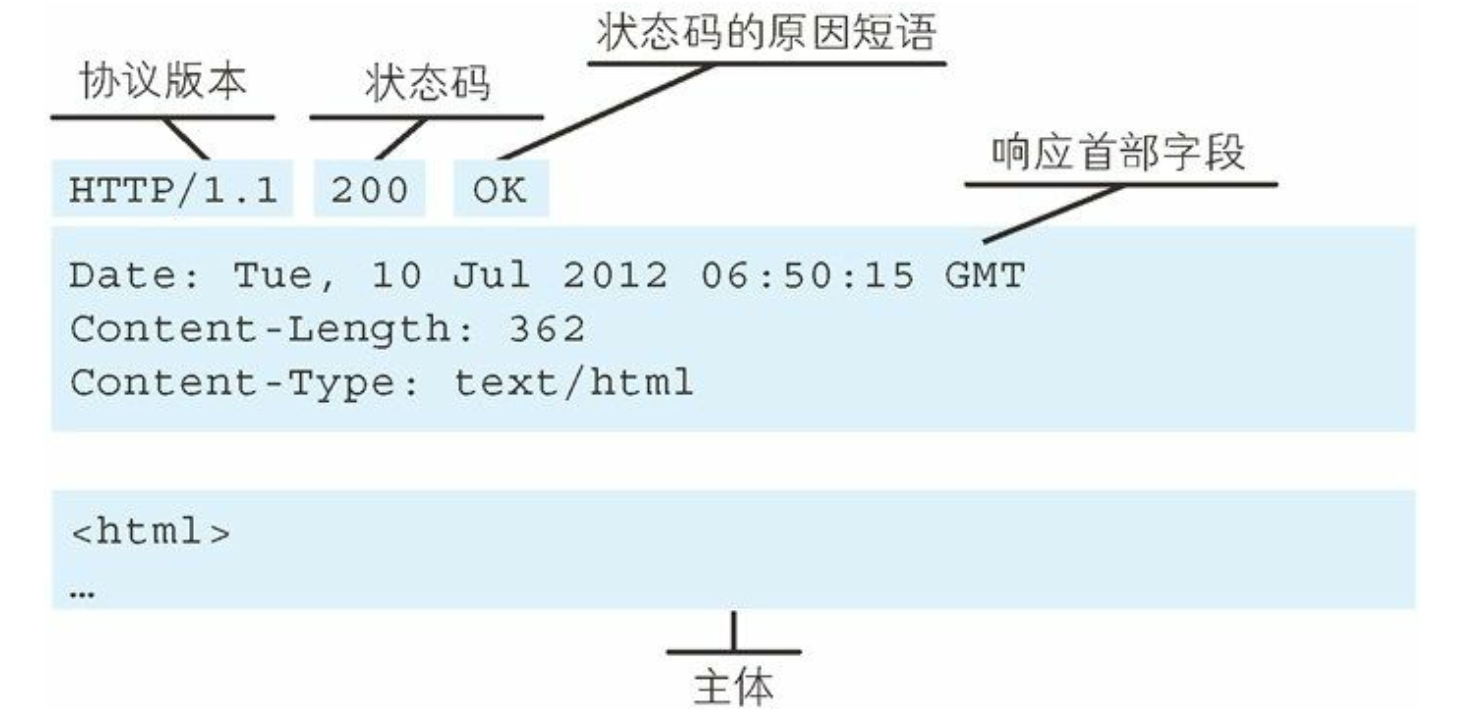 状态码的原因短语
协议版本 状态码
响应首部字段
HTTP/1.1 200 OK
Date: Tue, 10 Jul 2012 06:50:15 GMT
Content-Length: 362
Content-Type: text/html
<html>
…
主体